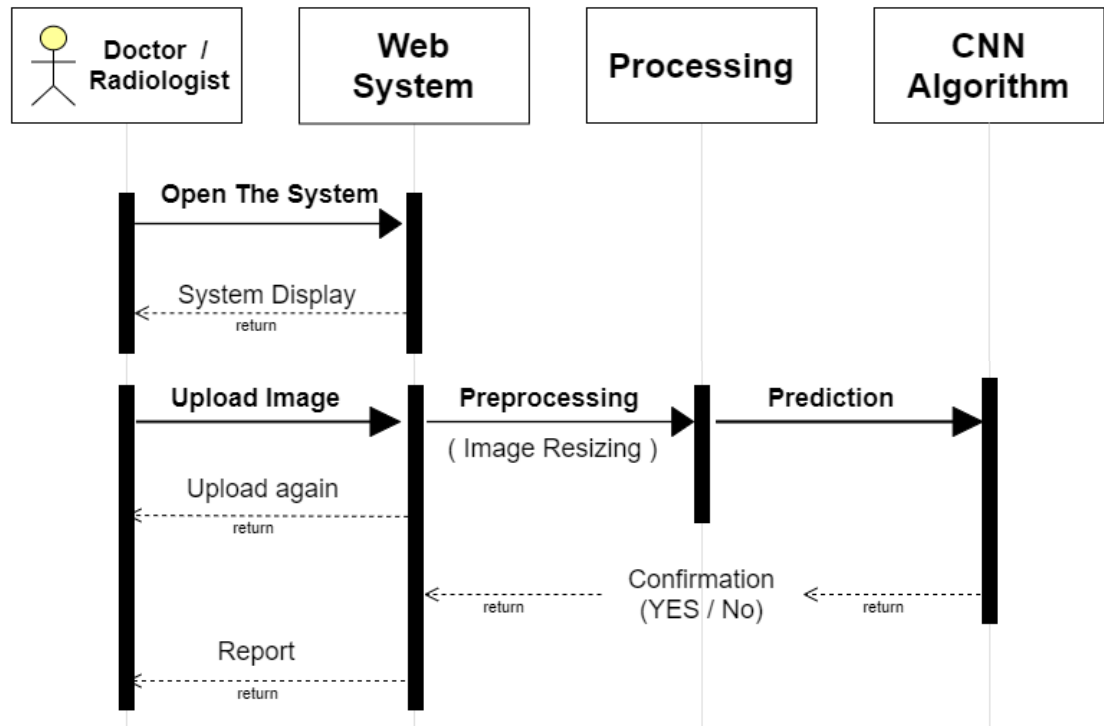 Doctor /
Radiologist
Web
System
Processing
CNN
Algorithm
Open The System
System Display
return
Upload Image
Preprocessing
( Image Resizing )
Prediction
Upload again
return
Confirmation
(YES / No)
return
return
Report
return